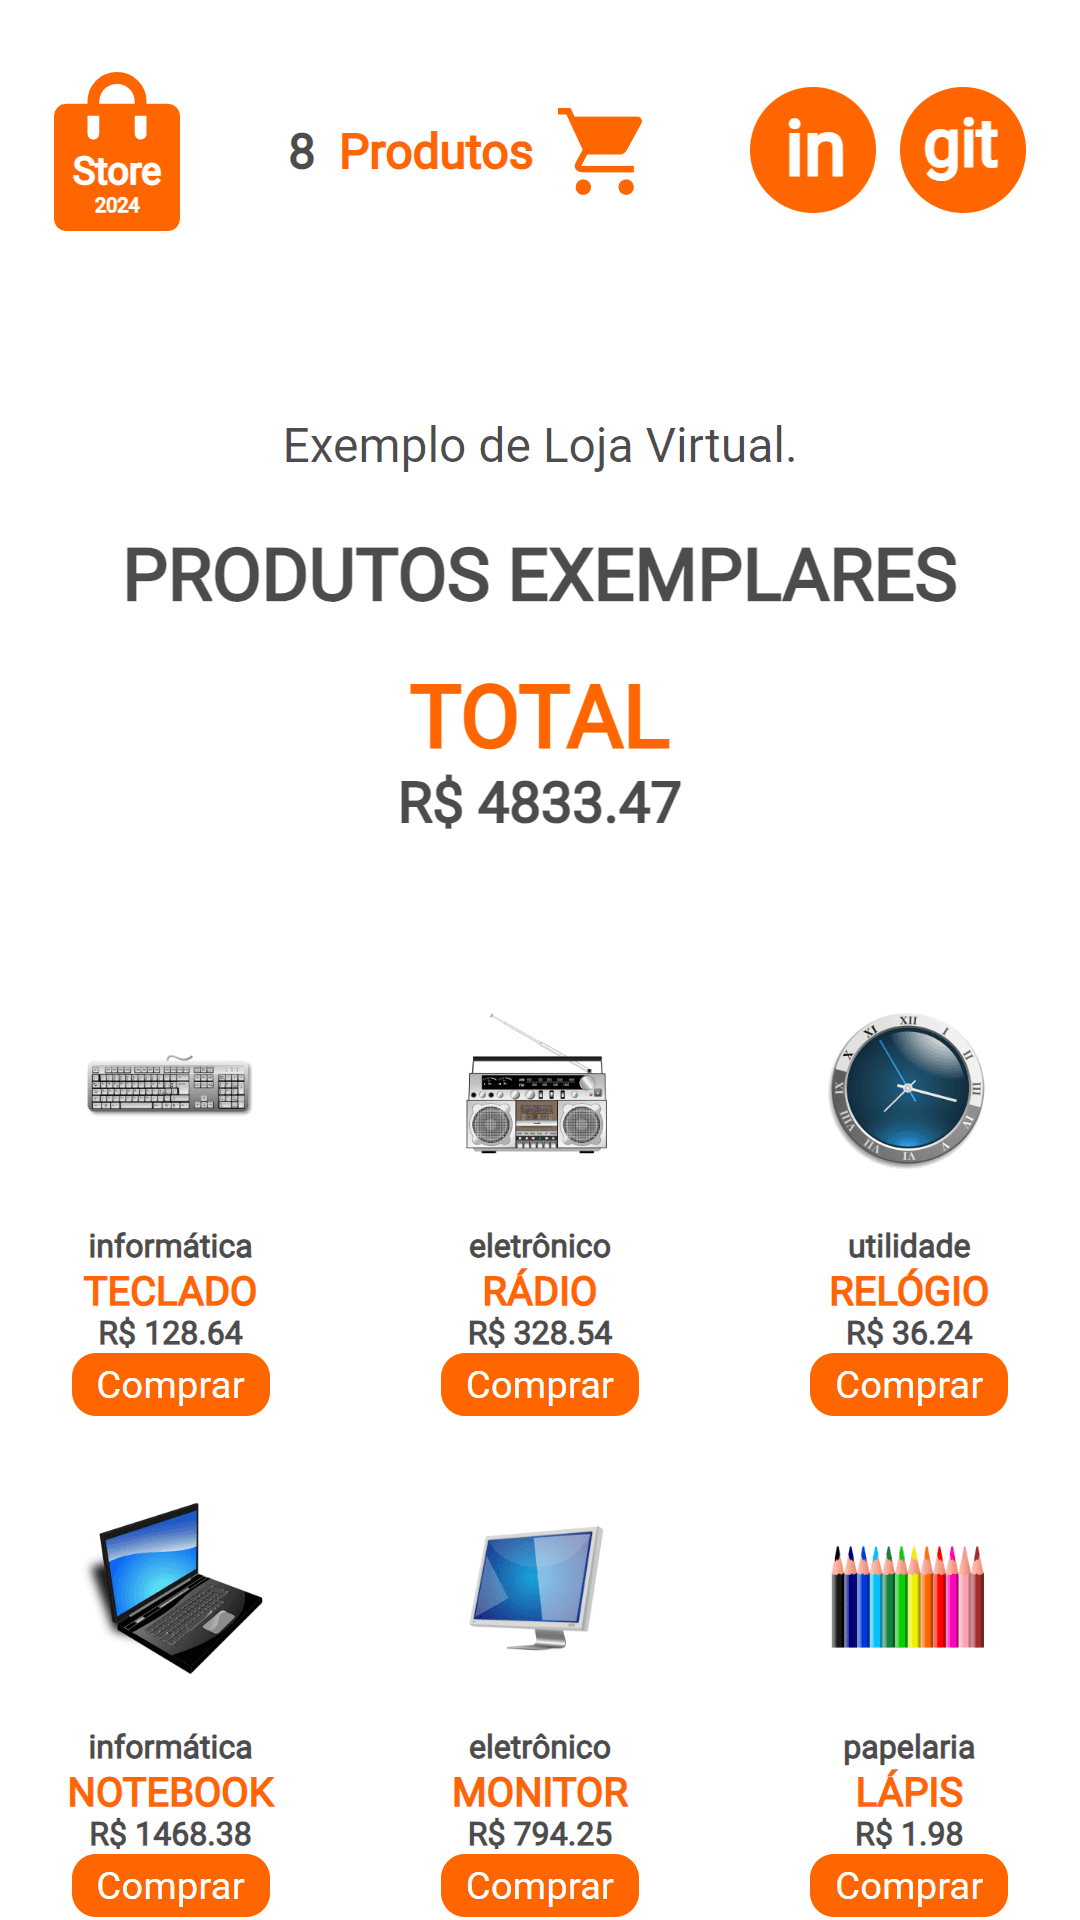 Store
2024
8 Produtos
in
git
Exemplo de Loja Virtual.
PRODUTOS EXEMPLARES
TOTAL
R$ 4833.47
informática
TECLADO
R$ 128.64
Comprar
eletrônico
RÁDIO
R$ 328.54
Comprar
utilidade
RELÓGIO
R$ 36.24
Comprar
informática
NOTEBOOK
R$ 1468.38
Comprar
eletrônico
MONITOR
R$ 794.25
Comprar
papelaria
LÁPIS
R$ 1.98
Comprar